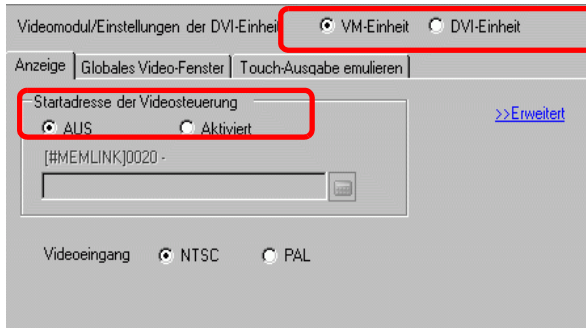 Videomodul/Einstellungen der DVI-Einheit VM-Einheit DVI-Einheit
Anzeige Globales Video-Fenster Touch-Ausgabe emulieren
Startadresse der Videosteuerung
>>Erweitert
AUS Aktiviert
[#MEMLINK]0020 -
Videoeingang NTSC PAL